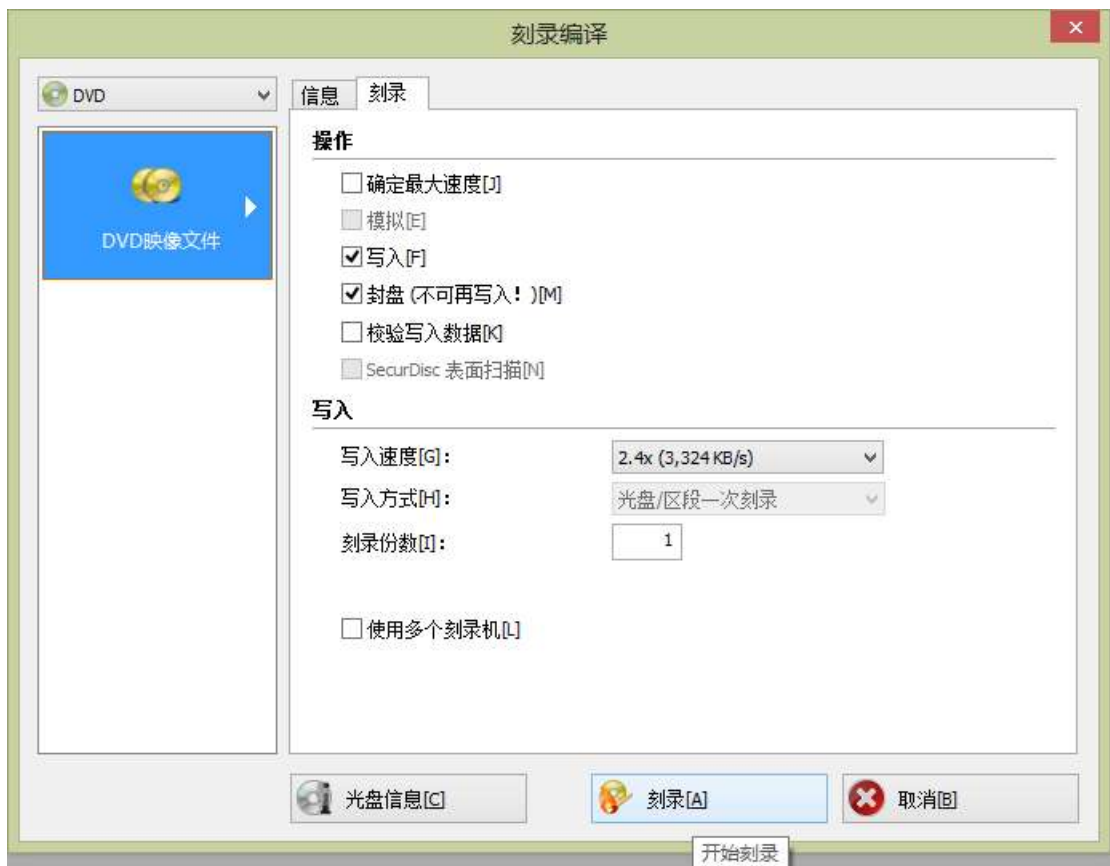 刻录编译
DVD
信息 刻录
DVD映像文件
操作
确定最大速度[J]
模拟[E]
写入[F]
封盘 (不可再写入！)[M]
校验写入数据[K]
SecurDisc 表面扫描[N]
写入
写入速度[G]： 2.4x (3,324 KB/s)
写入方式[H]： 光盘/区段一次刻录
刻录份数[I]： 1
使用多个刻录机[L]
光盘信息[C] 刻录[A] 取消[B]
开始刻录